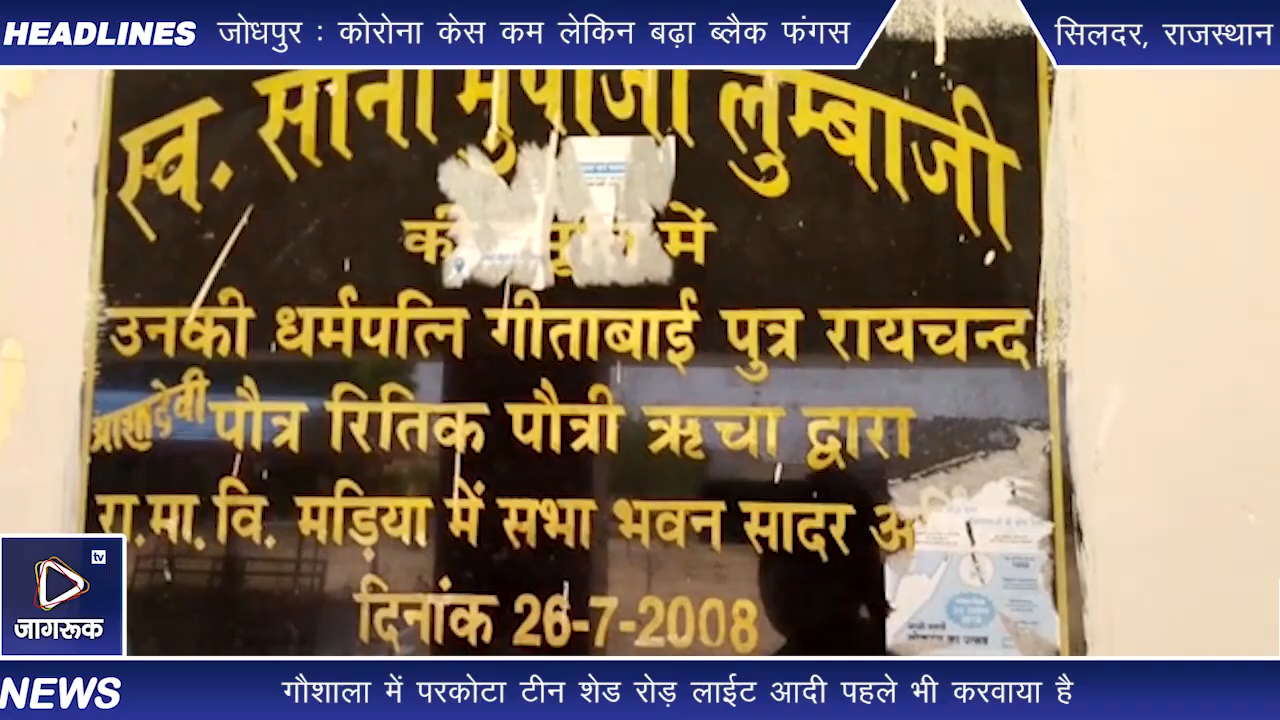 HEADLINES जोधपुर : कोरोना केस कम लेकिन बढ़ा ब्लैक फंगस सिलदर, राजस्थान
स्व. सोनी भुपाजी लुम्बाजी
की में
उनकी धर्मपत्नि गीताबाई पुत्र रायचन्द
आशादेवी पौत्र रितिक पौत्री ऋचा द्वारा
रा.मा.वि. मड़िया में सभा भवन सादर
दिनांक 26-7-2008
tv
जागरूक
NEWS गौशाला में परकोटा टीन शेड रोड़ लाईट आदी पहले भी करवाया है